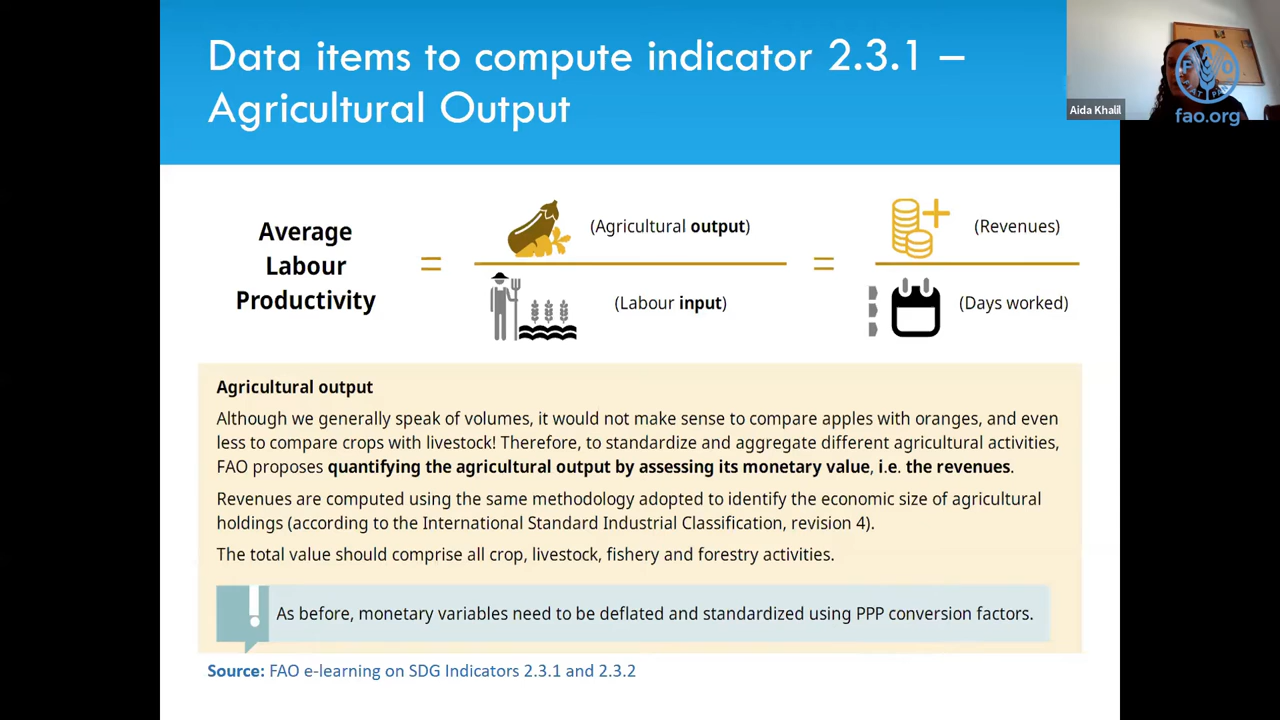 Data items to compute indicator 2.3.1 –
Agricultural Output
Aida Khalil
fao.org
Average
Labour
Productivity
=
(Agricultural output)
(Labour input)
=
(Revenues)
(Days worked)
Agricultural output
Although we generally speak of volumes, it would not make sense to compare apples with oranges, and even
less to compare crops with livestock! Therefore, to standardize and aggregate different agricultural activities,
FAO proposes quantifying the agricultural output by assessing its monetary value, i.e. the revenues.
Revenues are computed using the same methodology adopted to identify the economic size of agricultural
holdings (according to the International Standard Industrial Classification, revision 4).
The total value should comprise all crop, livestock, fishery and forestry activities.
As before, monetary variables need to be deflated and standardized using PPP conversion factors.
Source: FAO e-learning on SDG Indicators 2.3.1 and 2.3.2